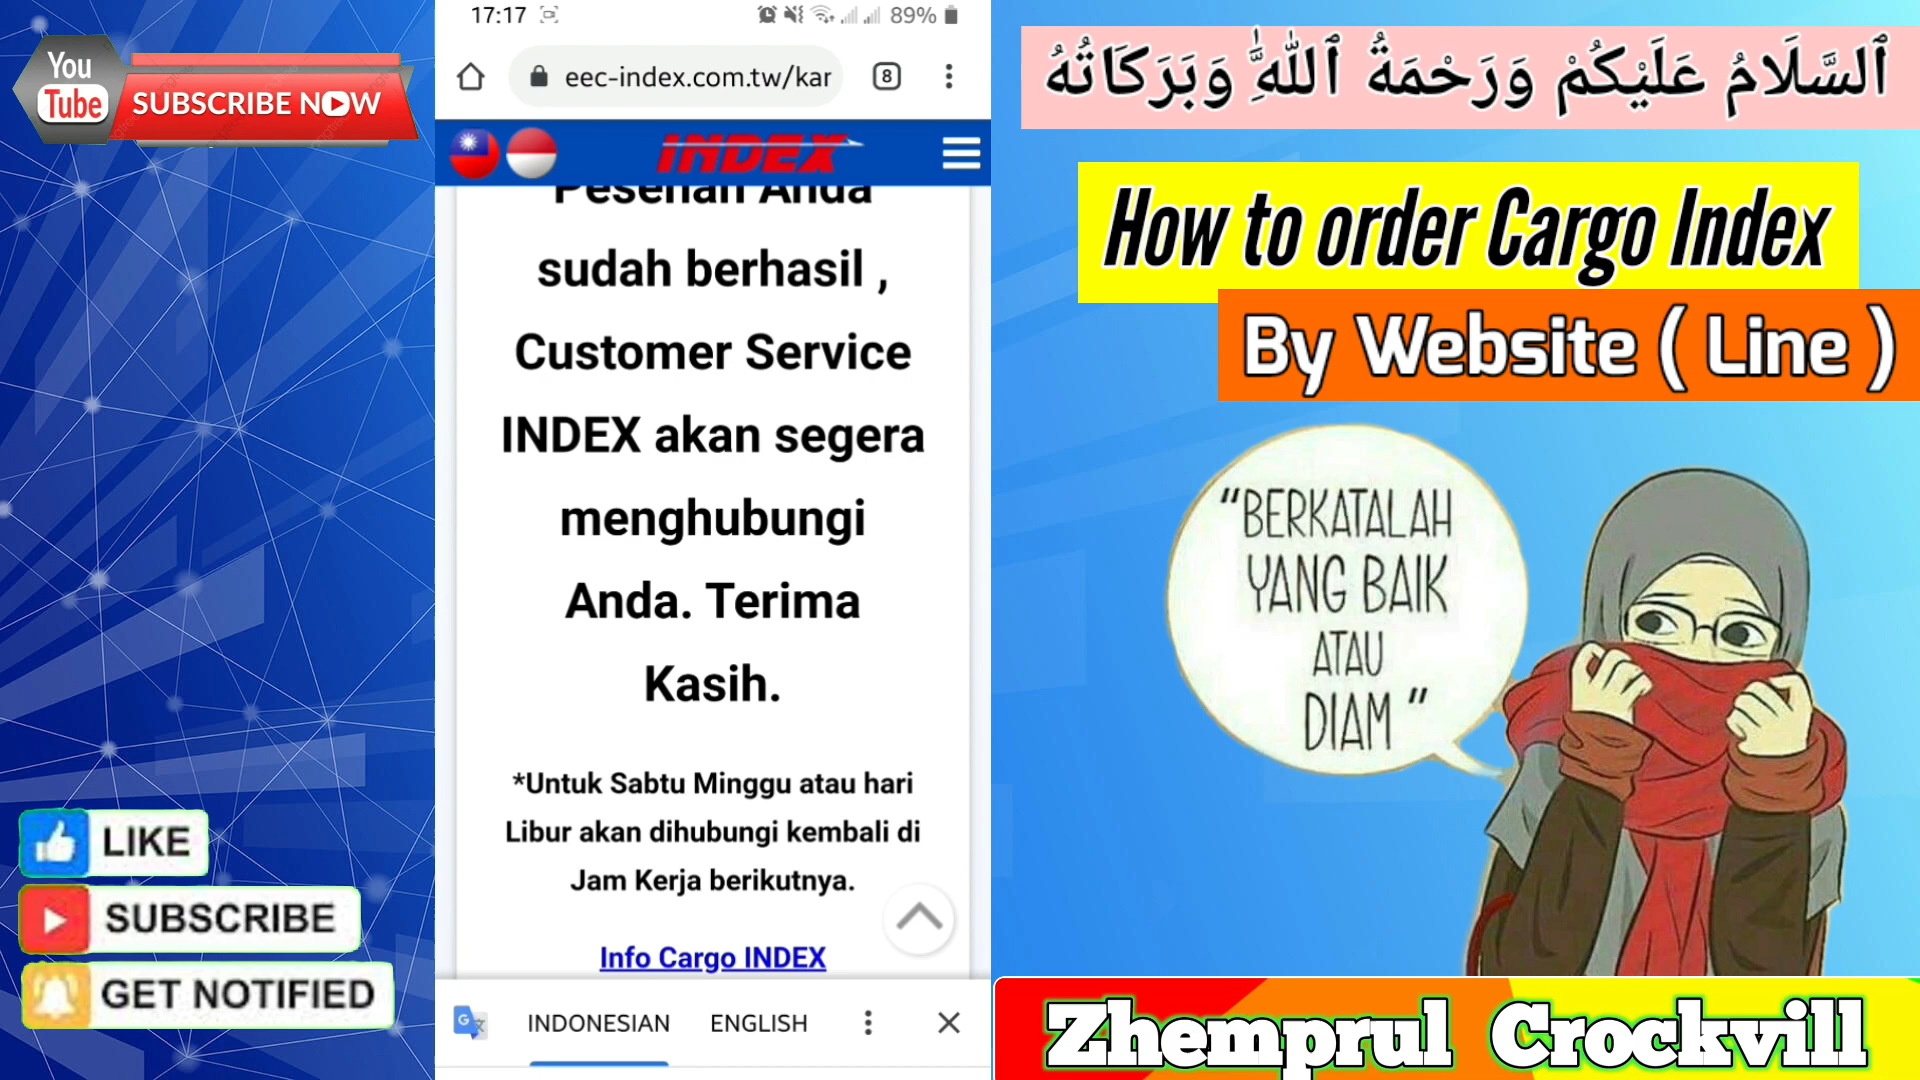 You
Tube
SUBSCRIBE NOW
LIKE
SUBSCRIBE
GET NOTIFIED
17:17
89%
eec-index.com.tw/kar
8
INDEX
Pesenan Anda
sudah berhasil ,
Customer Service
INDEX akan segera
menghubungi
Anda. Terima
Kasih.
*Untuk Sabtu Minggu atau hari
Libur akan dihubungi kembali di
Jam Kerja berikutnya.
Info Cargo INDEX
INDONESIAN ENGLISH
ٱلسَّلَامُ عَلَيْكُمْ وَرَحْمَةُ ٱللَّٰهِ وَبَرَكَاتُهُ
How to order Cargo Index
By Website ( Line )
“BERKATALAH
YANG BAIK
ATAU
DIAM ”
Zhemprul Crockvill